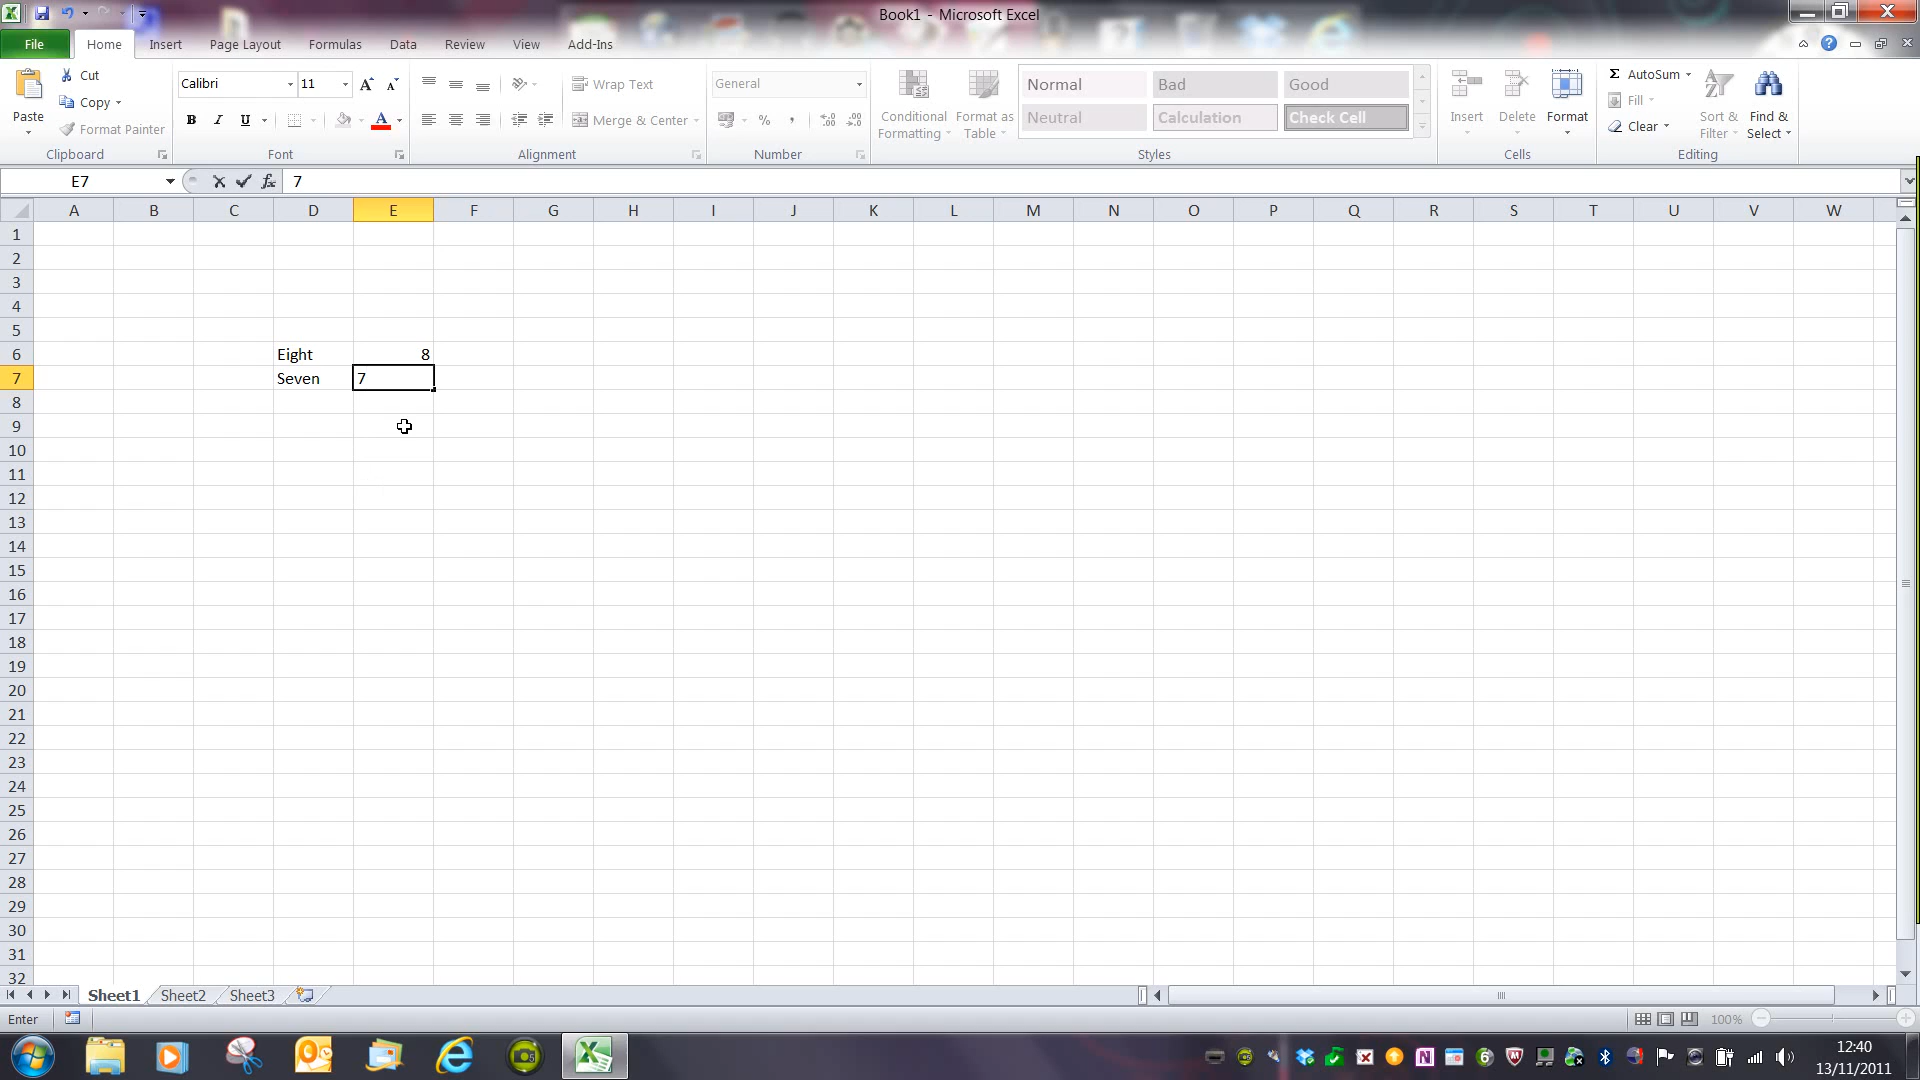 Book1 - Microsoft Excel
File Home Insert Page Layout Formulas Data Review View Add-Ins
Paste
Cut
Copy
Format Painter
Clipboard
Calibri 11
B I U
Font
Wrap Text
Merge & Center
Alignment
General
%
Number
Conditional Formatting
Format as Table
Normal Bad Good
Neutral Calculation Check Cell
Styles
Insert Delete Format
Cells
Σ AutoSum
Fill
Clear
Sort & Filter
Find & Select
Editing
E7 fx 7
A B C D E F G H I J K L M N O P Q R S T U V W
1
2
3
4
5
6 Eight 8
7 Seven 7
8
9
10
11
12
13
14
15
16
17
18
19
20
21
22
23
24
25
26
27
28
29
30
31
32
Sheet1 Sheet2 Sheet3
Enter 100%
12:40
13/11/2011